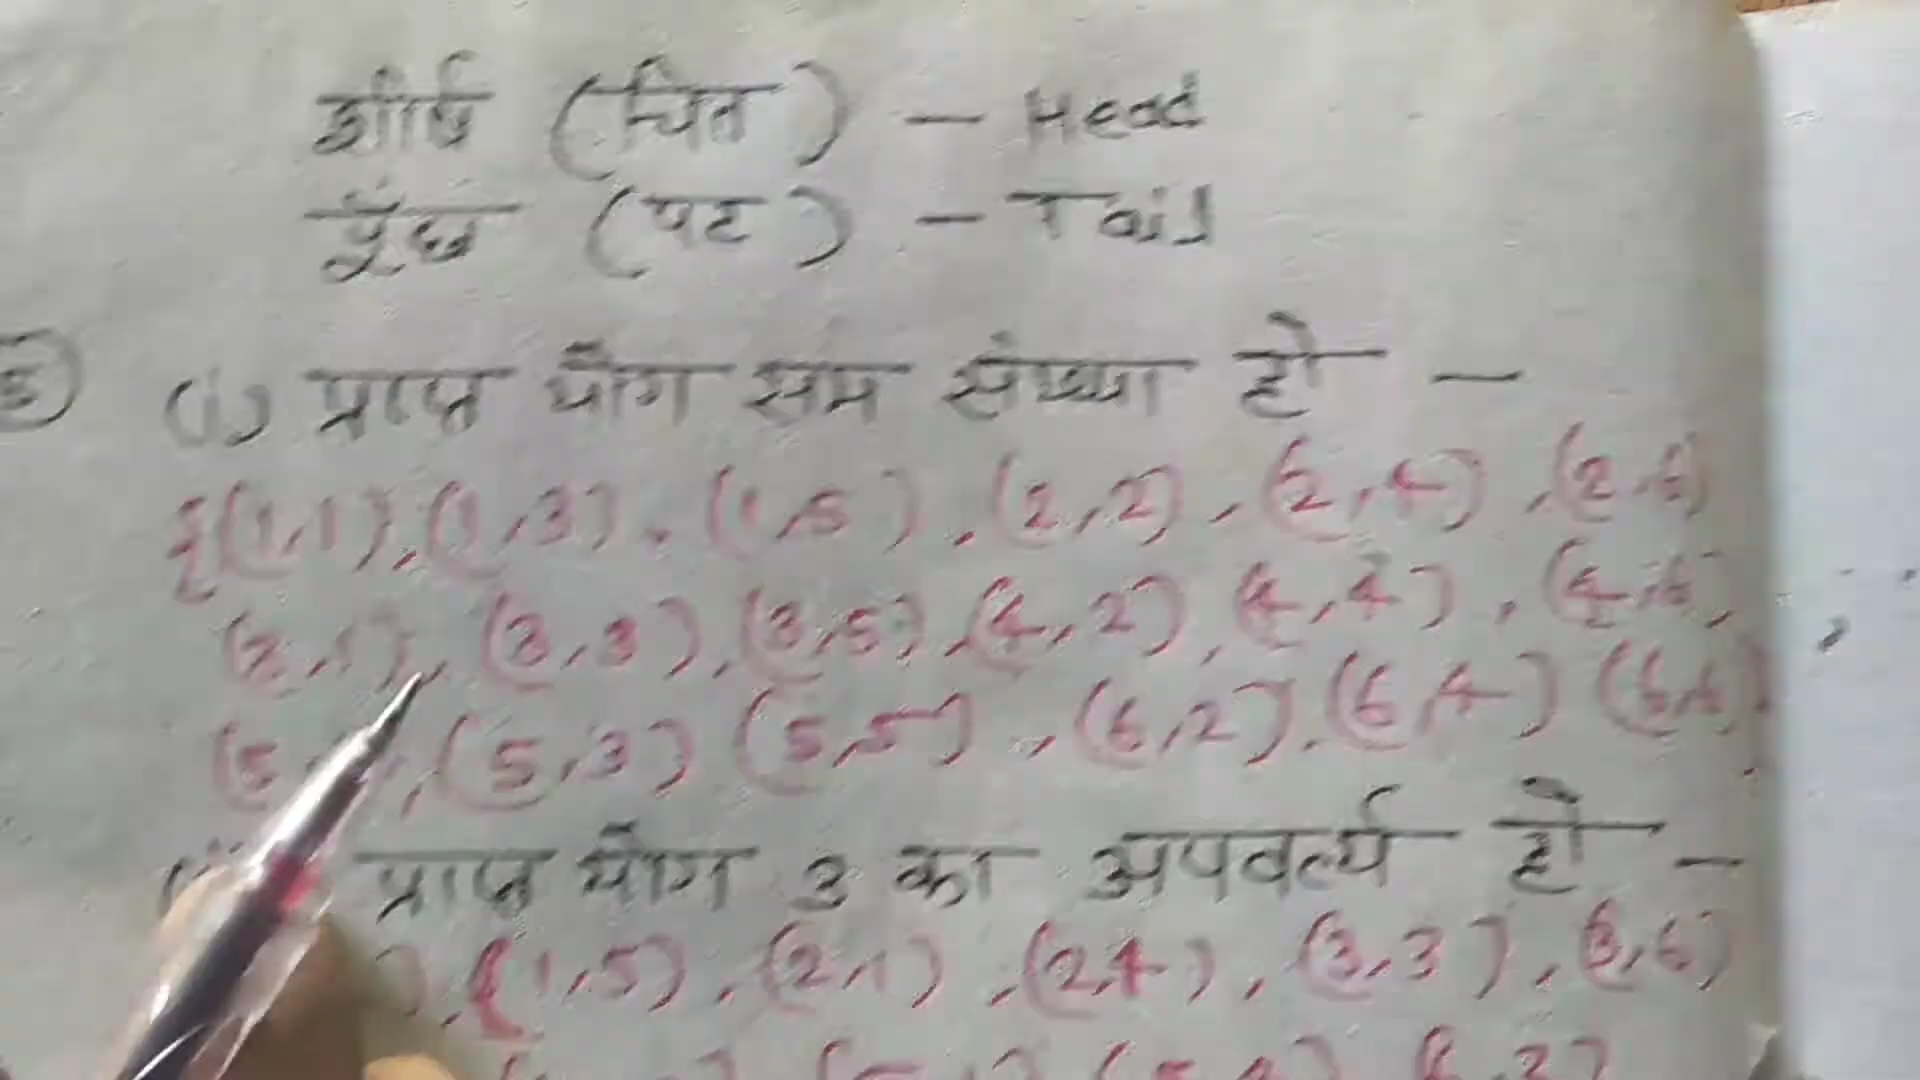 शीर्ष (चित) – Head
पूँछ (पट) – Tail
(i) प्राप्त योग सम संख्या हो –
{(1,1), (1,3), (1,5), (2,2), (2,4), (2,6)
(3,1), (3,3), (3,5), (4,2), (4,4), (4,6),
(5, , (5,3) (5,5), (6,2), (6,4) (6,6)
प्राप्त योग 3 का अपवर्त्य हो –
), (1,5), (2,1), (2,4), (3,3), (3,6)